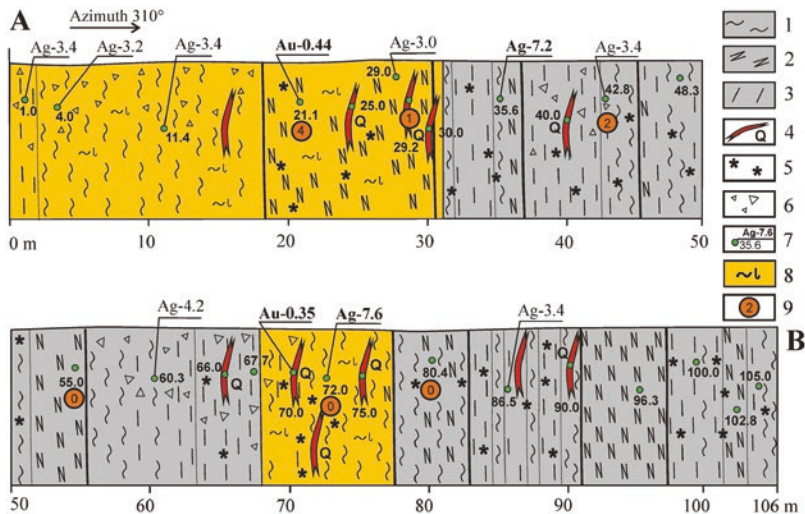 A
Azimuth 310°
Ag-3.4 Ag-3.2 Ag-3.4 Au-0.44 Ag-3.0 Ag-7.2 Ag-3.4
1.0 4.0 11.4 21.1 25.0 29.0 29.2 30.0 35.6 40.0 42.8 48.3
4 Q 1 Q Q 2
0 m 10 20 30 40 50
Ag-4.2 Au-0.35 Ag-7.6 Ag-3.4
B
55.0 60.3 66.0 67.7 70.0 72.0 75.0 80.4 86.5 90.0 96.3 100.0 102.8 105.0
0 Q Q 0 Q Q 0 Q
50 60 70 80 90 100 106 m
1
2
3
Q 4
5
6
Ag-7.6
35.6 7
8
2 9